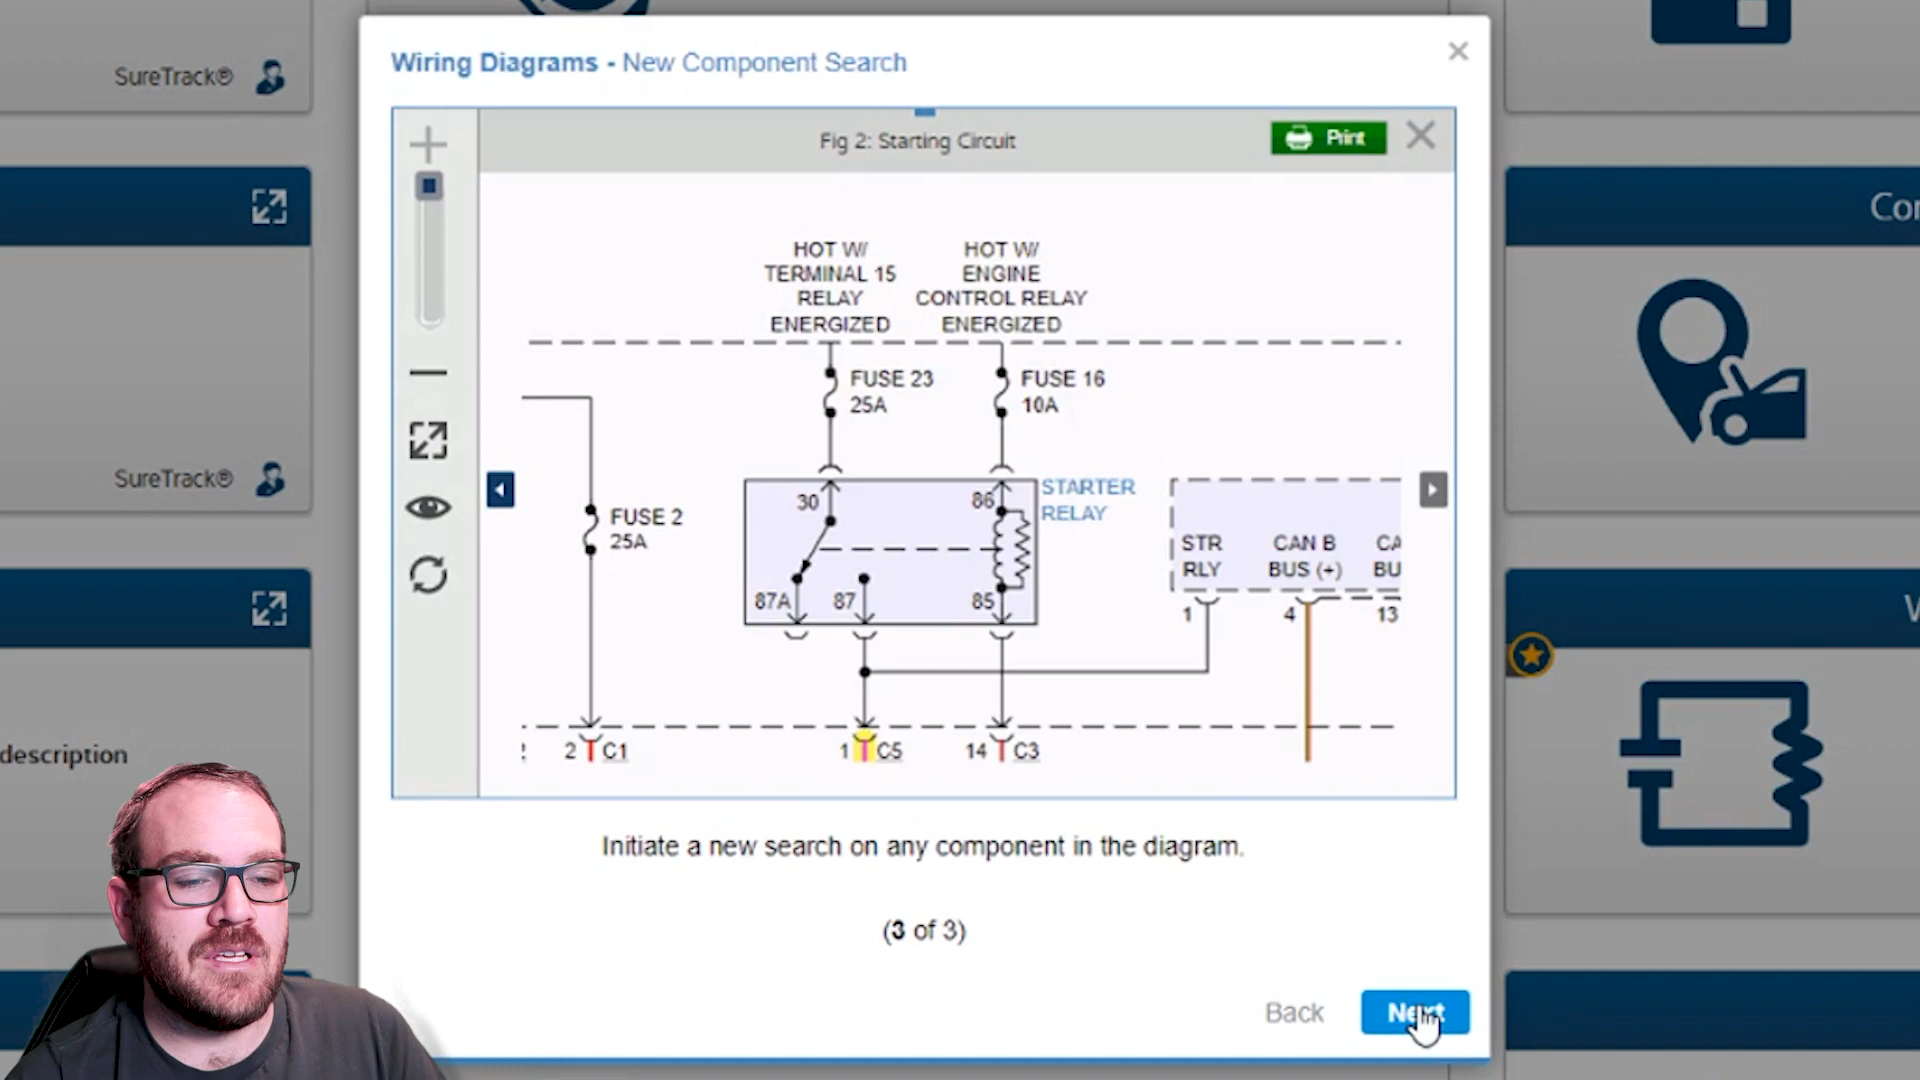 SureTrack®
Wiring Diagrams - New Component Search
Fig 2: Starting Circuit
Print
HOT W/
TERMINAL 15
RELAY
ENERGIZED
HOT W/
ENGINE
CONTROL RELAY
ENERGIZED
FUSE 23
25A
FUSE 16
10A
FUSE 2
25A
30
86
STARTER
RELAY
87A
87
85
STR
RLY
CAN B
BUS (+)
CA
BU
1
4
13
2
C1
1
C5
14
C3
SureTrack®
description
Initiate a new search on any component in the diagram.
(3 of 3)
Back
Next
Con